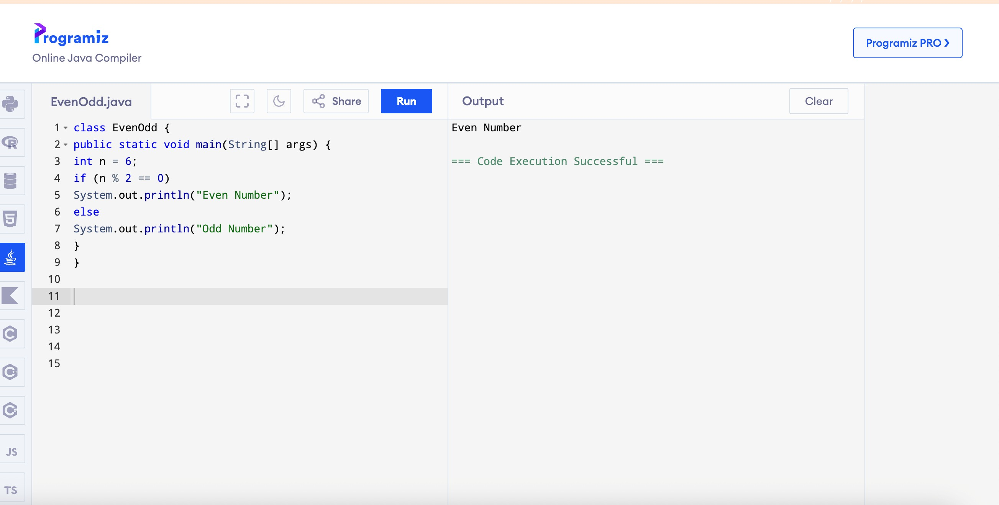 Programiz
Online Java Compiler
Programiz PRO ❯
EvenOdd.java
Share
Run
Output
Clear
1 class EvenOdd {
2 public static void main(String[] args) {
3 int n = 6;
4 if (n % 2 == 0)
5 System.out.println("Even Number");
6 else
7 System.out.println("Odd Number");
8 }
9 }
10
11
12
13
14
15
Even Number
=== Code Execution Successful ===
R
5
C
C++
C#
JS
TS